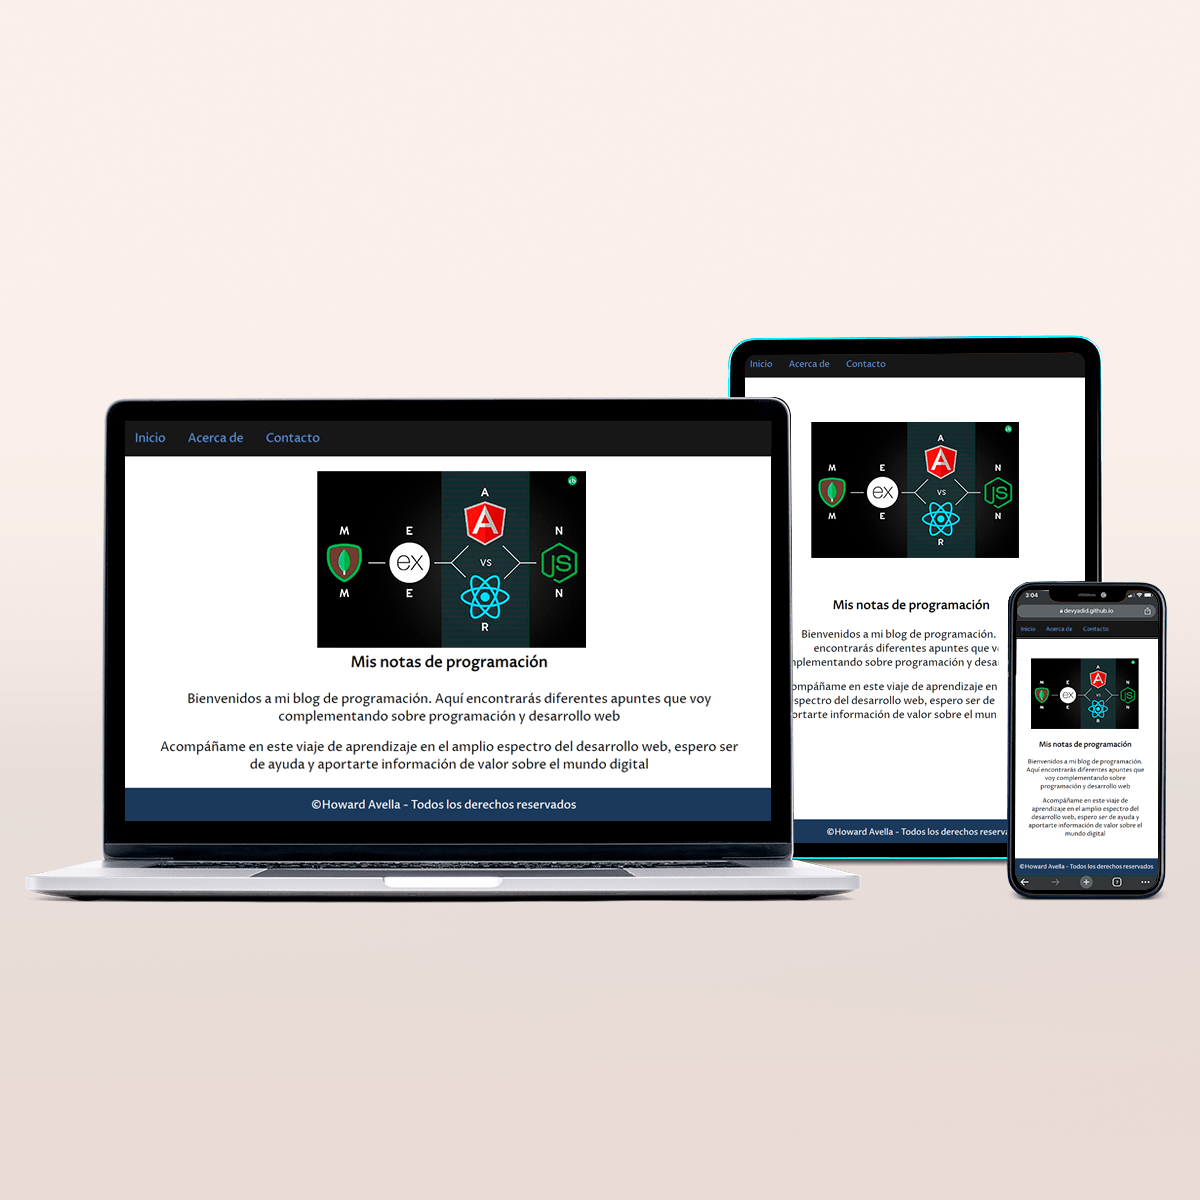 Inicio Acerca de Contacto
A
M E N
ex
VS
JS
M E N
R
Mis notas de programación
Bienvenidos a mi blog de programación. Aquí encontrarás diferentes apuntes que voy
complementando sobre programación y desarrollo web
Acompáñame en este viaje de aprendizaje en el amplio espectro del desarrollo web, espero ser
de ayuda y aportarte información de valor sobre el mundo digital
©Howard Avella - Todos los derechos reservados
Inicio Acerca de Contacto
A
M E N
A
ex
VS
JS
M E N
R
Mis notas de programación
Bienvenidos a mi blog de programación.
encontrarás diferentes apuntes que
plementando sobre programación y
ompáñame en este viaje de aprendizaje en
spectro del desarrollo web, espero ser de
ortarte información de valor sobre el mun
©Howard Avella - Todos los derechos reserva
3:04
devyadid.github.io
Inicio Acerca de Contacto
A
M E N
A
ex
VS
JS
M E N
R
Mis notas de programación
Bienvenidos a mi blog de programación.
Aquí encontrarás diferentes apuntes que
voy complementando sobre
programación y desarrollo web
Acompáñame en este viaje de
aprendizaje en el amplio espectro del
desarrollo web, espero ser de ayuda y
aportarte información de valor sobre el
mundo digital
©Howard Avella - Todos los derechos reservados